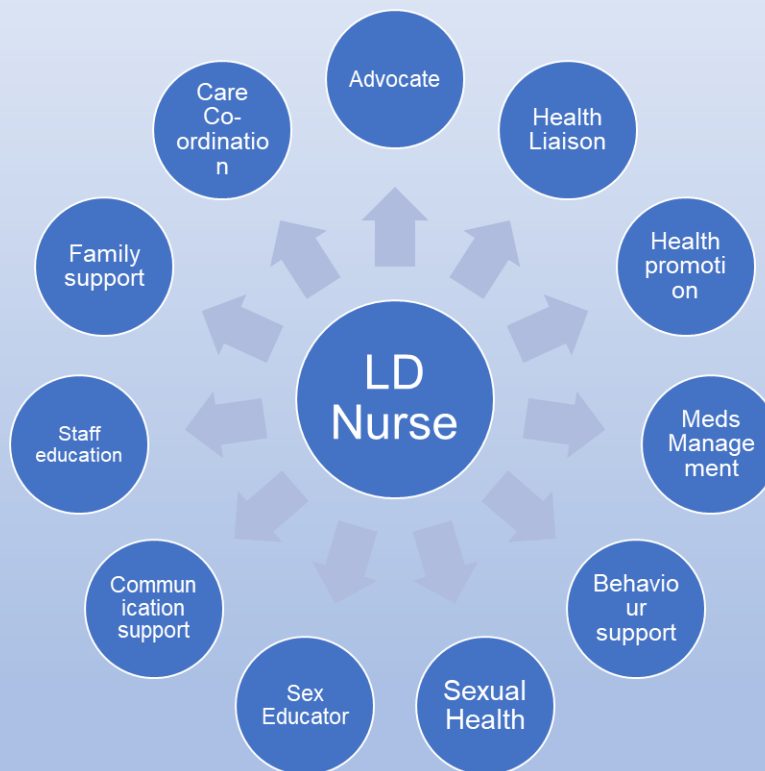 Advocate
Health
Liaison
Health
promoti
on
Meds
Manage
ment
Behavio
ur
support
Sexual
Health
Sex
Educator
Commun
ication
support
Staff
education
Family
support
Care
Co-
ordinatio
n
LD
Nurse